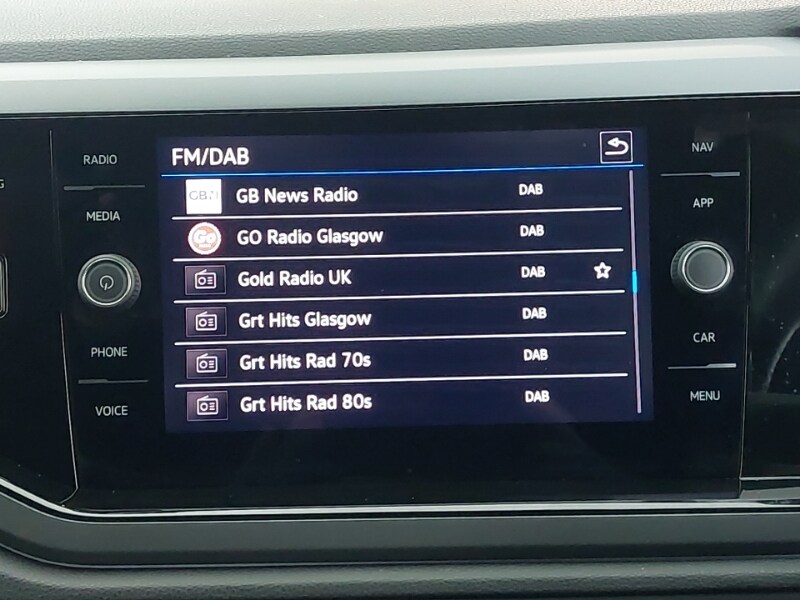 FM/DAB
RADIO
MEDIA
PHONE
VOICE
GB News Radio DAB
Go GO Radio Glasgow DAB
Gold Radio UK DAB
Grt Hits Glasgow DAB
Grt Hits Rad 70s DAB
Grt Hits Rad 80s DAB
NAV
APP
CAR
MENU